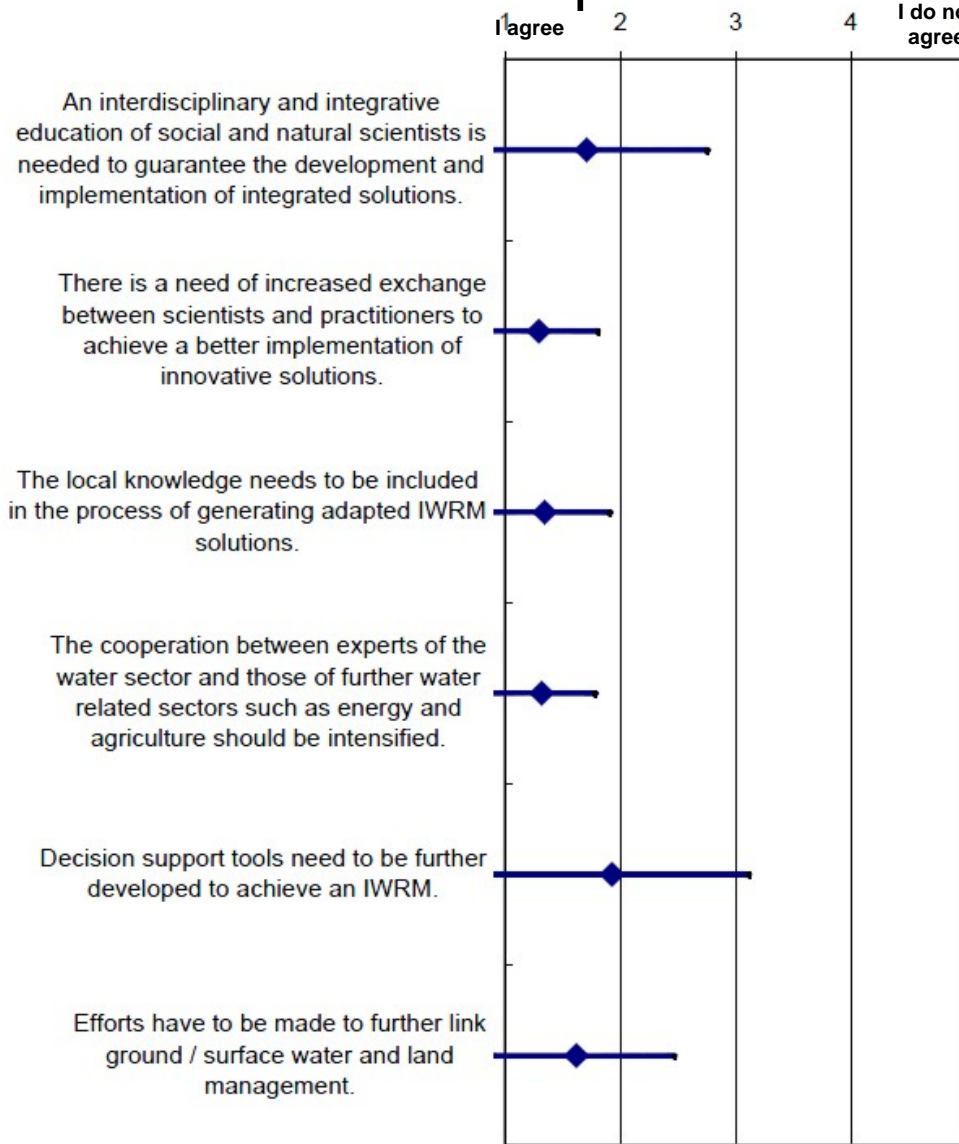 1 2 3 4
I agree
I do
agree
An interdisciplinary and integrative
education of social and natural scientists is
needed to guarantee the development and
implementation of integrated solutions.
There is a need of increased exchange
between scientists and practitioners to
achieve a better implementation of
innovative solutions.
The local knowledge needs to be included
in the process of generating adapted IWRM
solutions.
The cooperation between experts of the
water sector and those of further water
related sectors such as energy and
agriculture should be intensified.
Decision support tools need to be further
developed to achieve an IWRM.
Efforts have to be made to further link
ground / surface water and land
management.